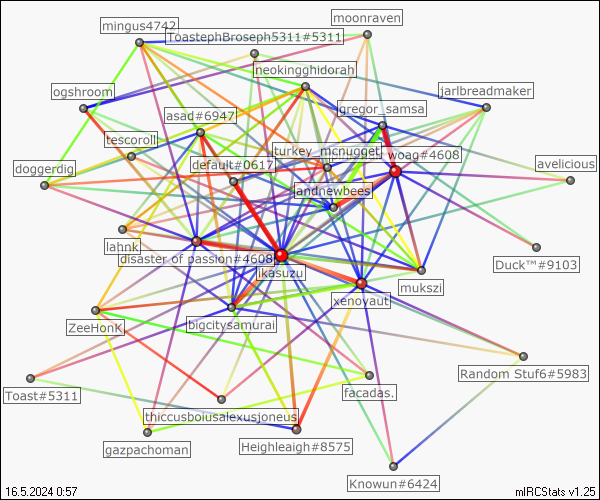 moonraven
mingus4742
ToastephBroseph5311#5311
neokingghidorah
ogshroom
jarlbreadmaker
gregor_samsa
asad#6947
tescoroll
turkey_mcnugget
woag#4608
default#0617
avelicious
doggerdig
andnewbees
lahnk
disaster of passion#4608
Duck™#9103
likasuzu
mukszi
xenoyaut
ZeeHonK
bigcitysamurai
Random Stuf6#5983
Toast#5311
facadas.
thiccusboiusalexusjoneus
gazpachoman
Heighleaigh#8575
Knowun#6424
16.5.2024 0:57
mIRCStats v1.25